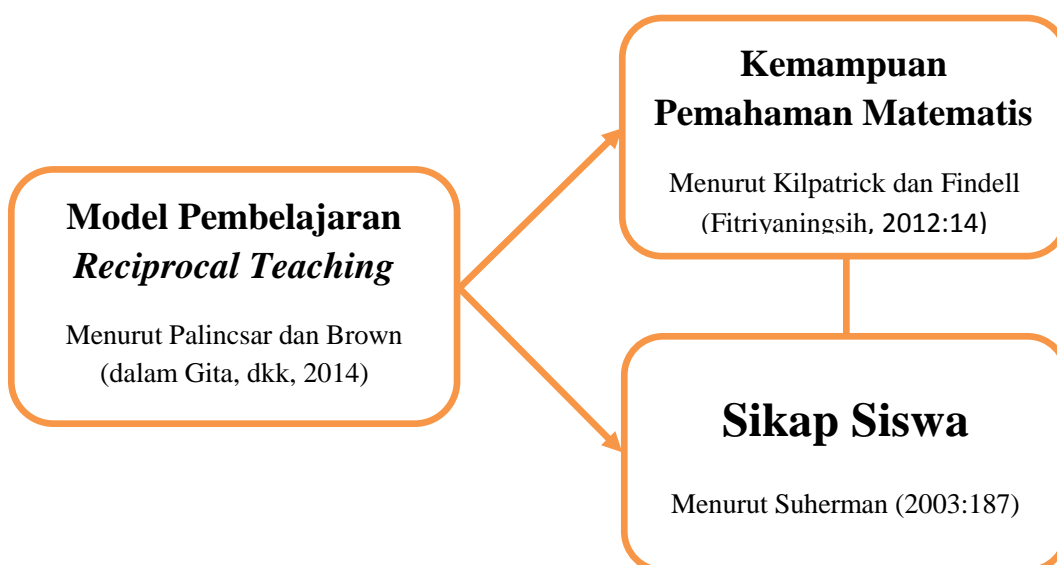 Model Pembelajaran
Reciprocal Teaching
Menurut Palincsar dan Brown
(dalam Gita, dkk, 2014)
Kemampuan
Pemahaman Matematis
Menurut Kilpatrick dan Findell
(Fitriyaningsih, 2012:14)
Sikap Siswa
Menurut Suherman (2003:187)